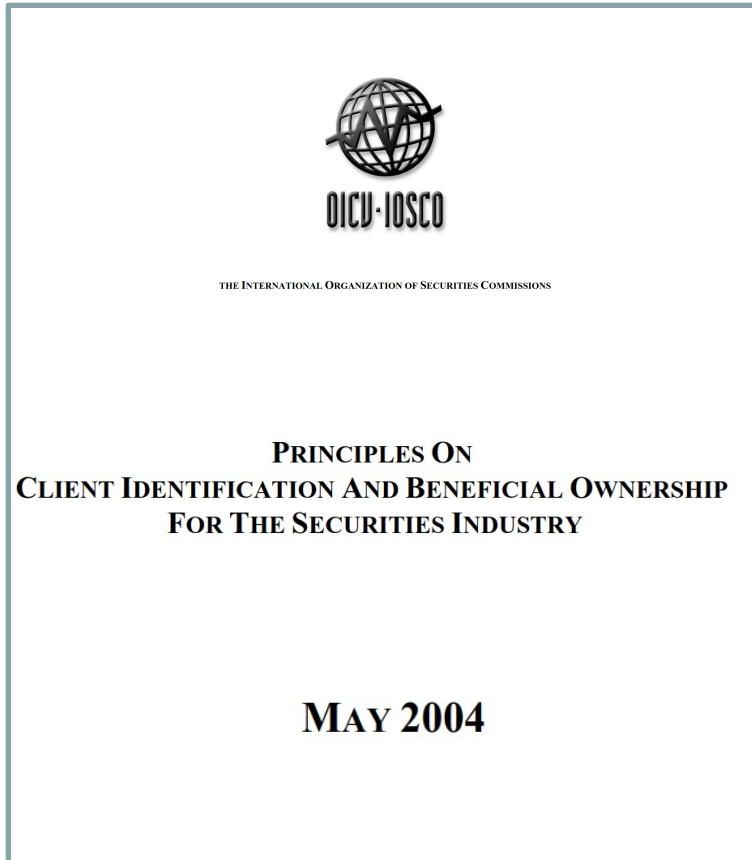 OICU-IOSCO
THE INTERNATIONAL ORGANIZATION OF SECURITIES COMMISSIONS
PRINCIPLES ON
CLIENT IDENTIFICATION AND BENEFICIAL OWNERSHIP
FOR THE SECURITIES INDUSTRY
MAY 2004